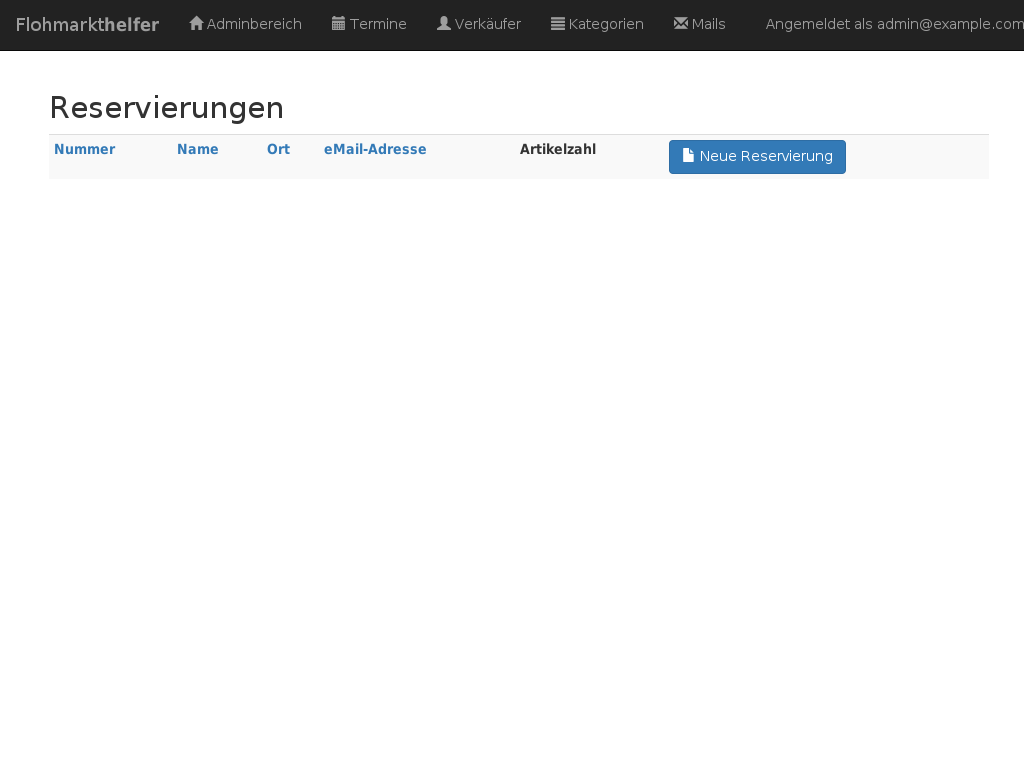 Flohmarkthelfer Adminbereich Termine Verkäufer Kategorien Mails Angemeldet als admin@example.com
Reservierungen
Nummer Name Ort eMail-Adresse Artikelzahl Neue Reservierung